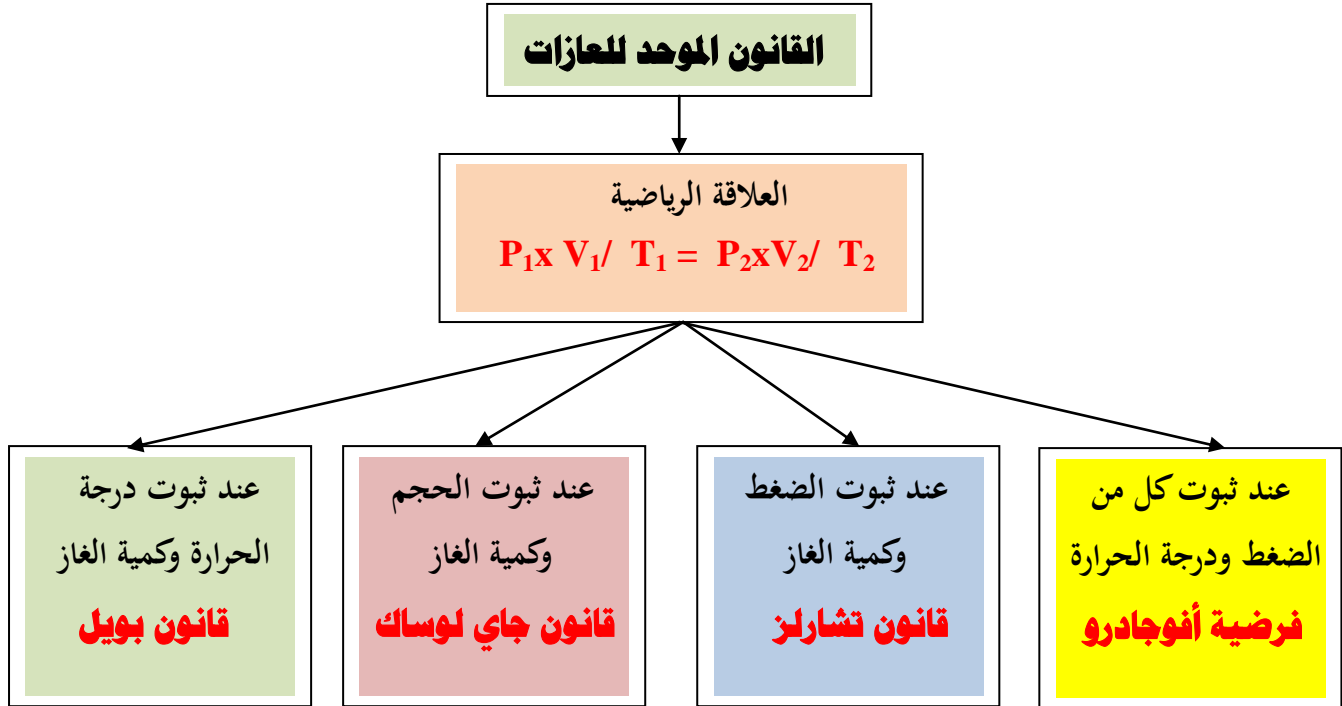 القانون الموحد للعازات
العلاقة الرياضية
P₁x V₁/ T₁ = P₂xV₂/ T₂
عند ثبوت كل من
الضغط ودرجة الحرارة
فرضية أفوجادرو
عند ثبوت الضغط
وكمية الغاز
قانون تشارلز
عند ثبوت الحجم
وكمية الغاز
قانون جاي لوساك
عند ثبوت درجة
الحرارة وكمية الغاز
قانون بويل